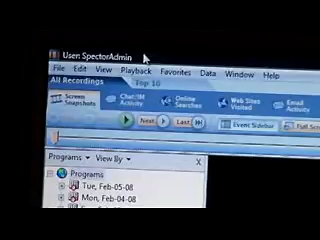 User: SpectorAdmin
File Edit View Playback Favorites Data Window Help
All Recordings Top 10
Screen Snapshots
Chat/IM Activity
Online Searches
Web Sites Visited
Email Activity
Next Last Event Sidebar Full Scr
Programs View By X
Programs
Tue, Feb-05-08
Mon, Feb-04-08